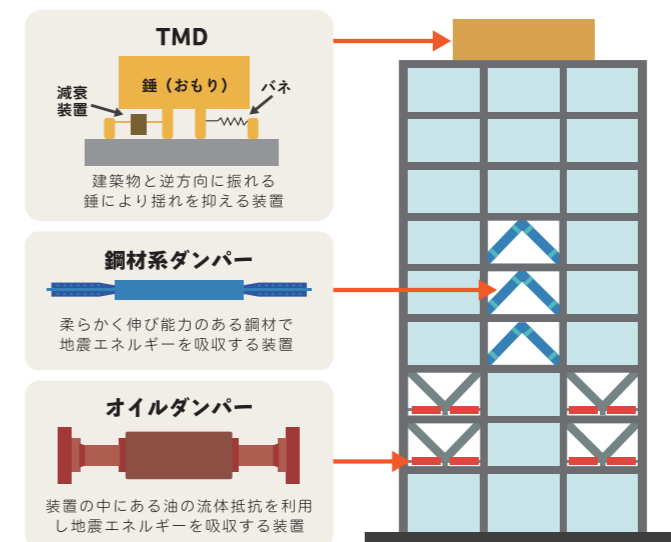 TMD
錘（おもり）
減衰
装置
バネ
建築物と逆方向に振れる
錘により揺れを抑える装置
鋼材系ダンパー
柔らかく伸び能力のある鋼材で
地震エネルギーを吸収する装置
オイルダンパー
装置の中にある油の流体抵抗を利用
し地震エネルギーを吸収する装置